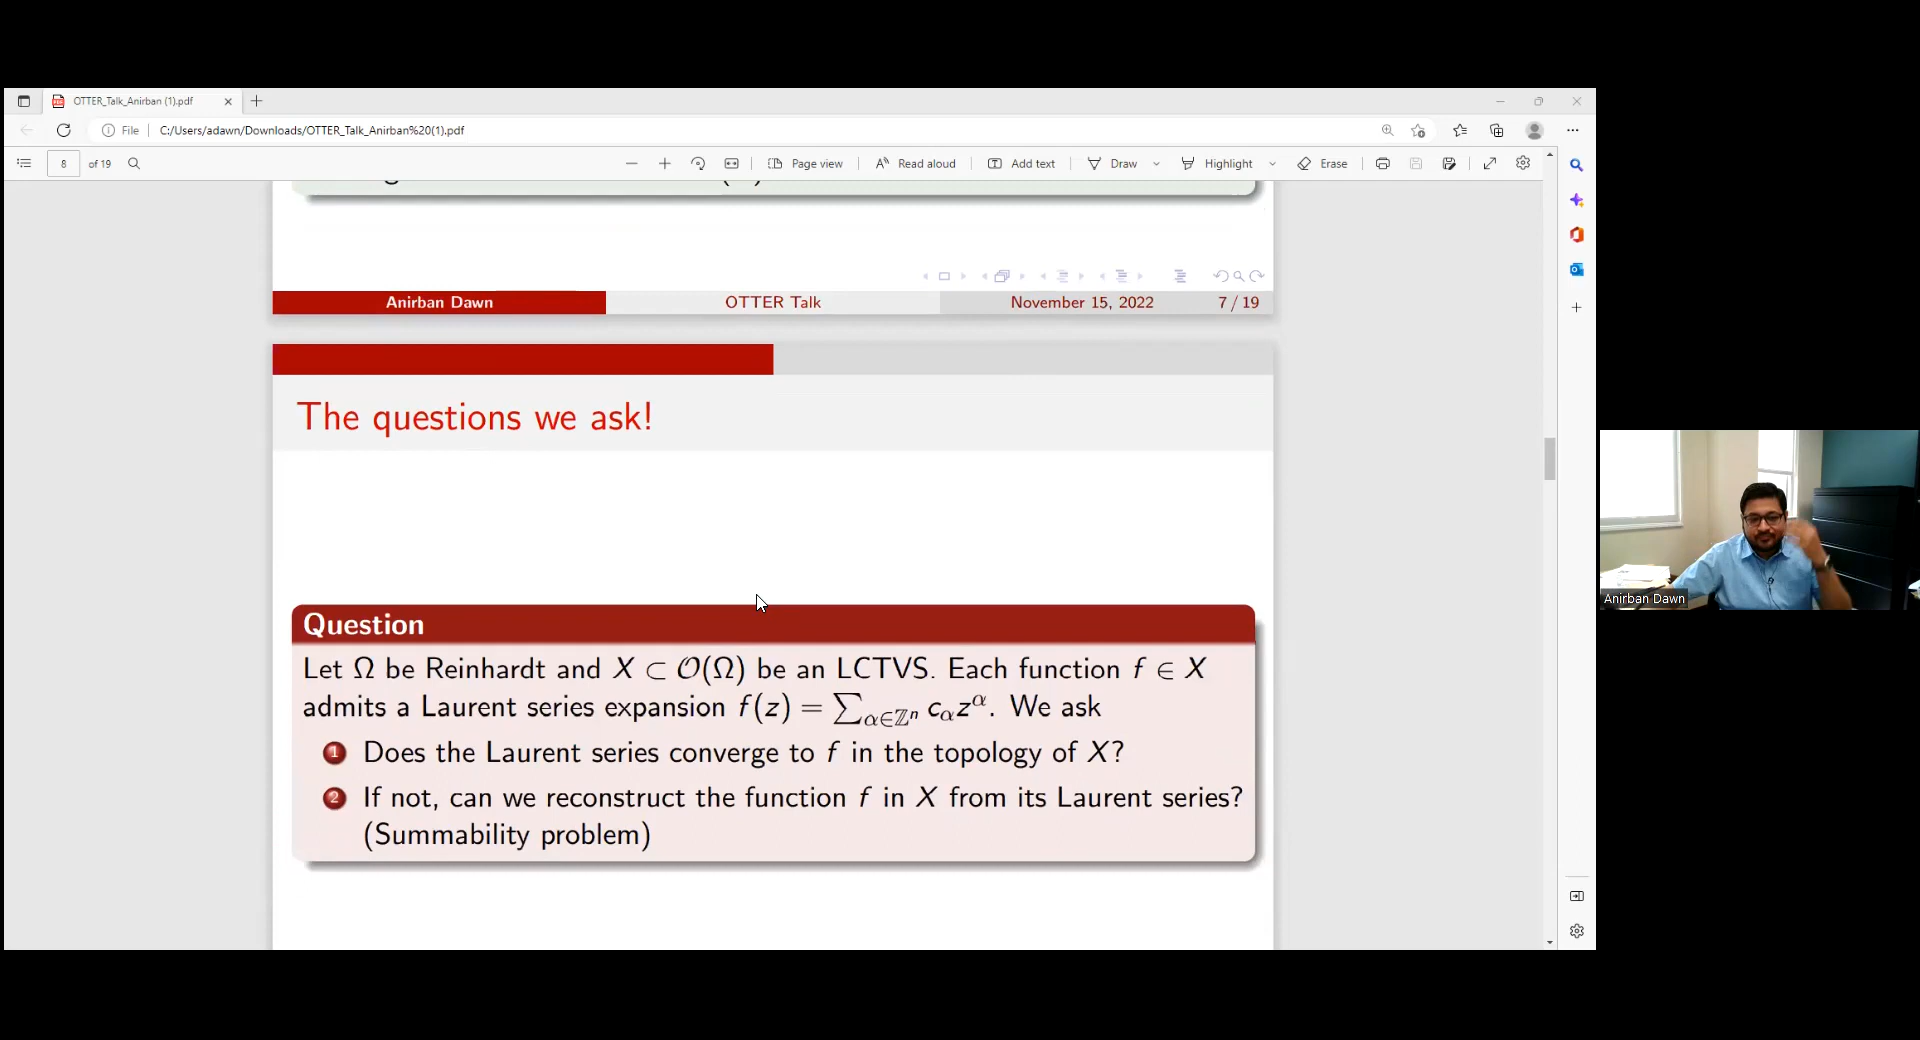 OTTER_Talk_Anirban (1).pdf
File C:/Users/adawn/Downloads/OTTER_Talk_Anirban%20(1).pdf
8 of 19 Page view Read aloud Add text Draw Highlight Erase
Anirban Dawn OTTER Talk November 15, 2022 7 / 19
The questions we ask!
Question
Let Ω be Reinhardt and X ⊂ 𝒪(Ω) be an LCTVS. Each function f ∈ X
admits a Laurent series expansion f(z) = ∑_{α∈ℤⁿ} c_α z^α. We ask
1 Does the Laurent series converge to f in the topology of X?
2 If not, can we reconstruct the function f in X from its Laurent series?
(Summability problem)
Anirban Dawn